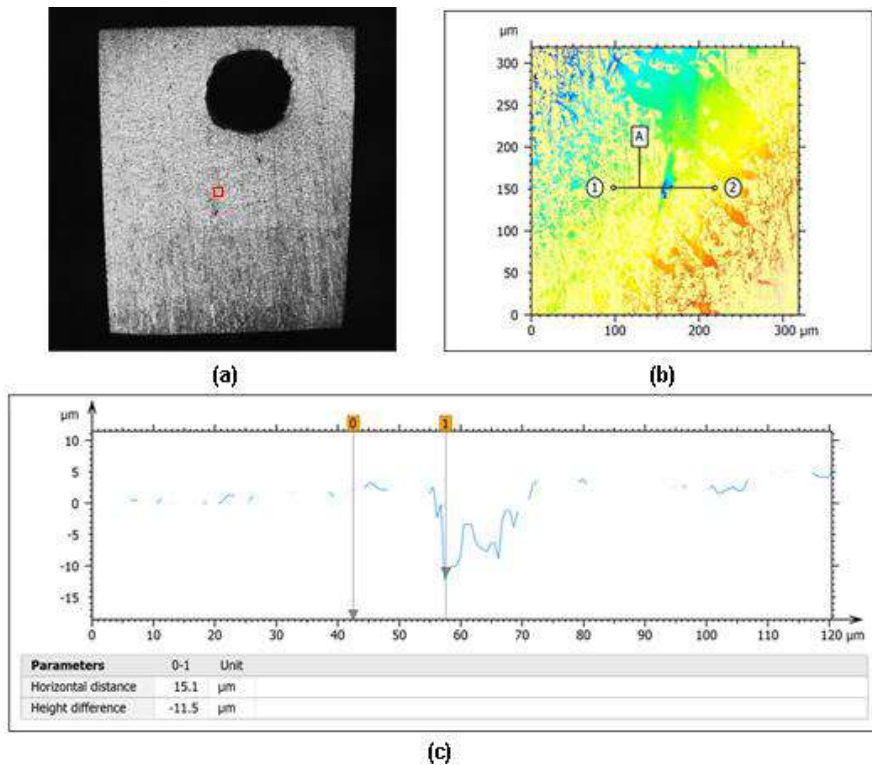 µm
300
250
200
150
100
50
0
A
1
2
0
100
200
300 µm
(a)
(b)
µm
10
5
0
-5
-10
-15
0
1
0
10
20
30
40
50
60
70
80
90
100
110
120 µm
Parameters 0-1 Unit
Horizontal distance 15.1 µm
Height difference -11.5 µm
(c)